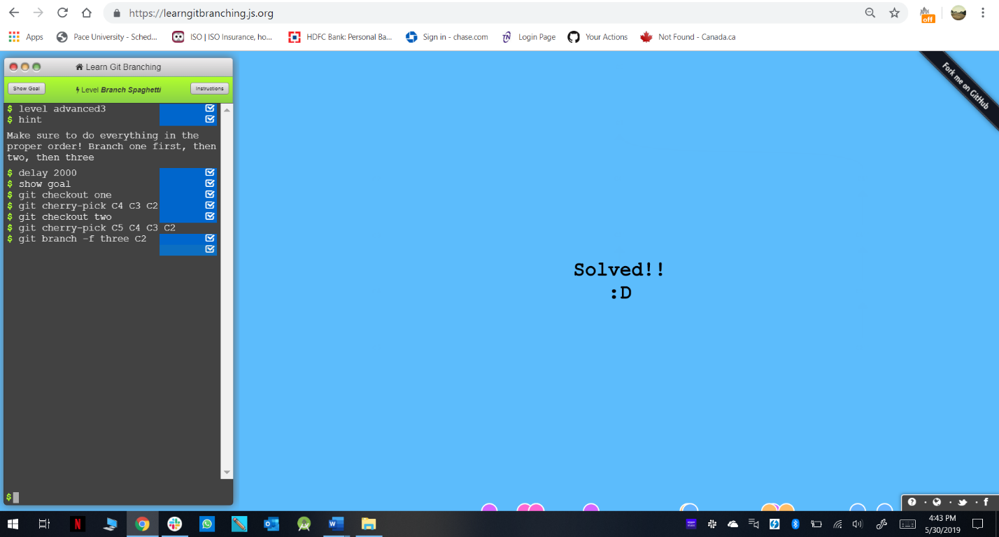 https://learngitbranching.js.org
off
Apps
Pace University - Sched...
ISO | ISO Insurance, ho...
HDFC Bank: Personal Ba...
Sign in - chase.com
Login Page
Your Actions
Not Found - Canada.ca
Learn Git Branching
Show Goal
Level Branch Spaghetti
Instructions
$ level advanced3
$ hint
Make sure to do everything in the
proper order! Branch one first, then
two, then three
$ delay 2000
$ show goal
$ git checkout one
$ git cherry-pick C4 C3 C2
$ git checkout two
$ git cherry-pick C5 C4 C3 C2
$ git branch -f three C2
$
Solved!!
:D
Fork me on GitHub
4:43 PM
5/30/2019